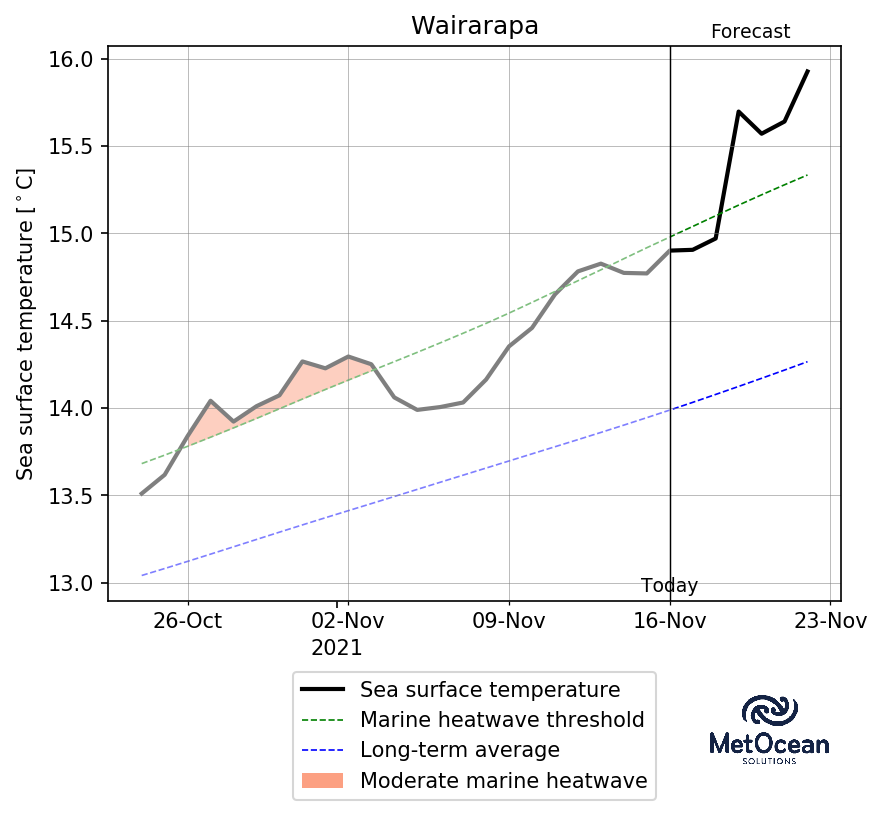 Wairarapa
Forecast
Sea surface temperature [°C]
16.0
15.5
15.0
14.5
14.0
13.5
13.0
Today
26-Oct 02-Nov 09-Nov 16-Nov 23-Nov
2021
Sea surface temperature
Marine heatwave threshold
Long-term average
Moderate marine heatwave
MetOcean
SOLUTIONS